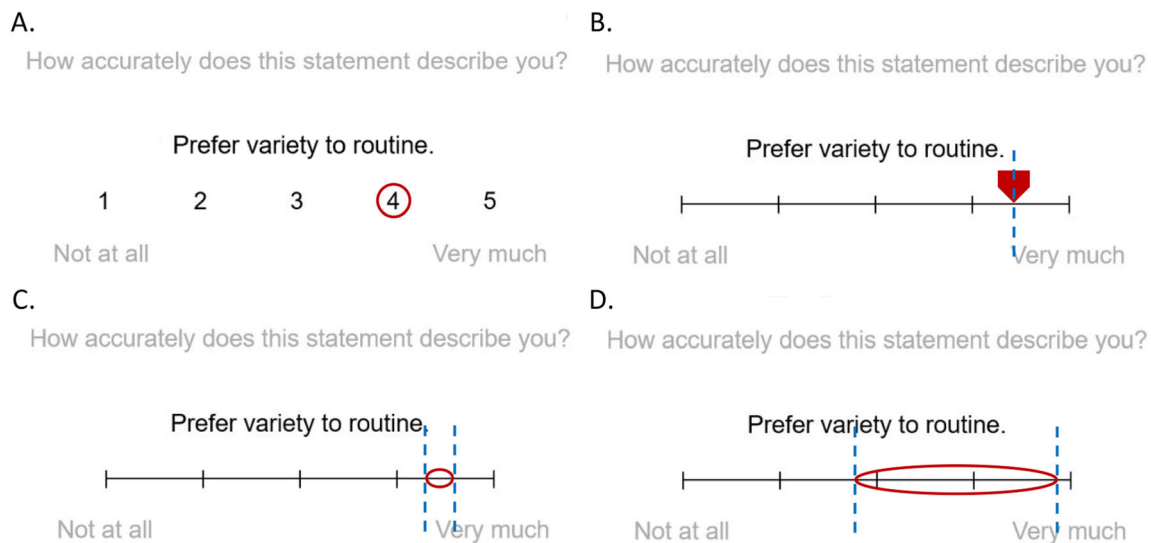 A.
How accurately does this statement describe you?
Prefer variety to routine.
1 2 3 4 5
Not at all Very much
B.
How accurately does this statement describe you?
Prefer variety to routine.
Not at all Very much
C.
How accurately does this statement describe you?
Prefer variety to routine.
Not at all Very much
D.
How accurately does this statement describe you?
Prefer variety to routine.
Not at all Very much